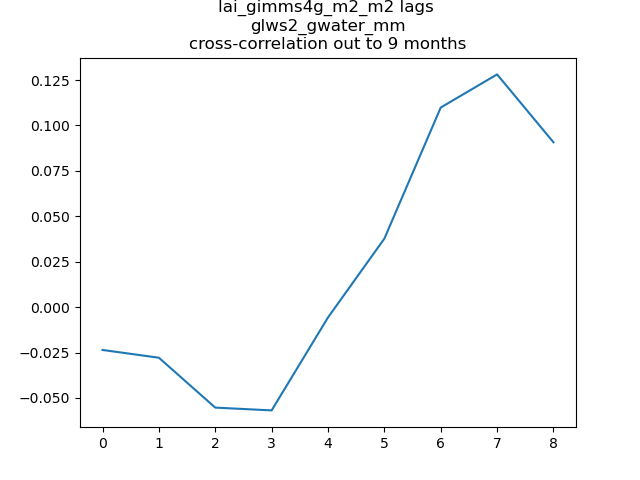 lai_gimms4g_m2_m2 lags
glws2_gwater_mm
cross-correlation out to 9 months
0.125
0.100
0.075
0.050
0.025
0.000
−0.025
−0.050
0 1 2 3 4 5 6 7 8